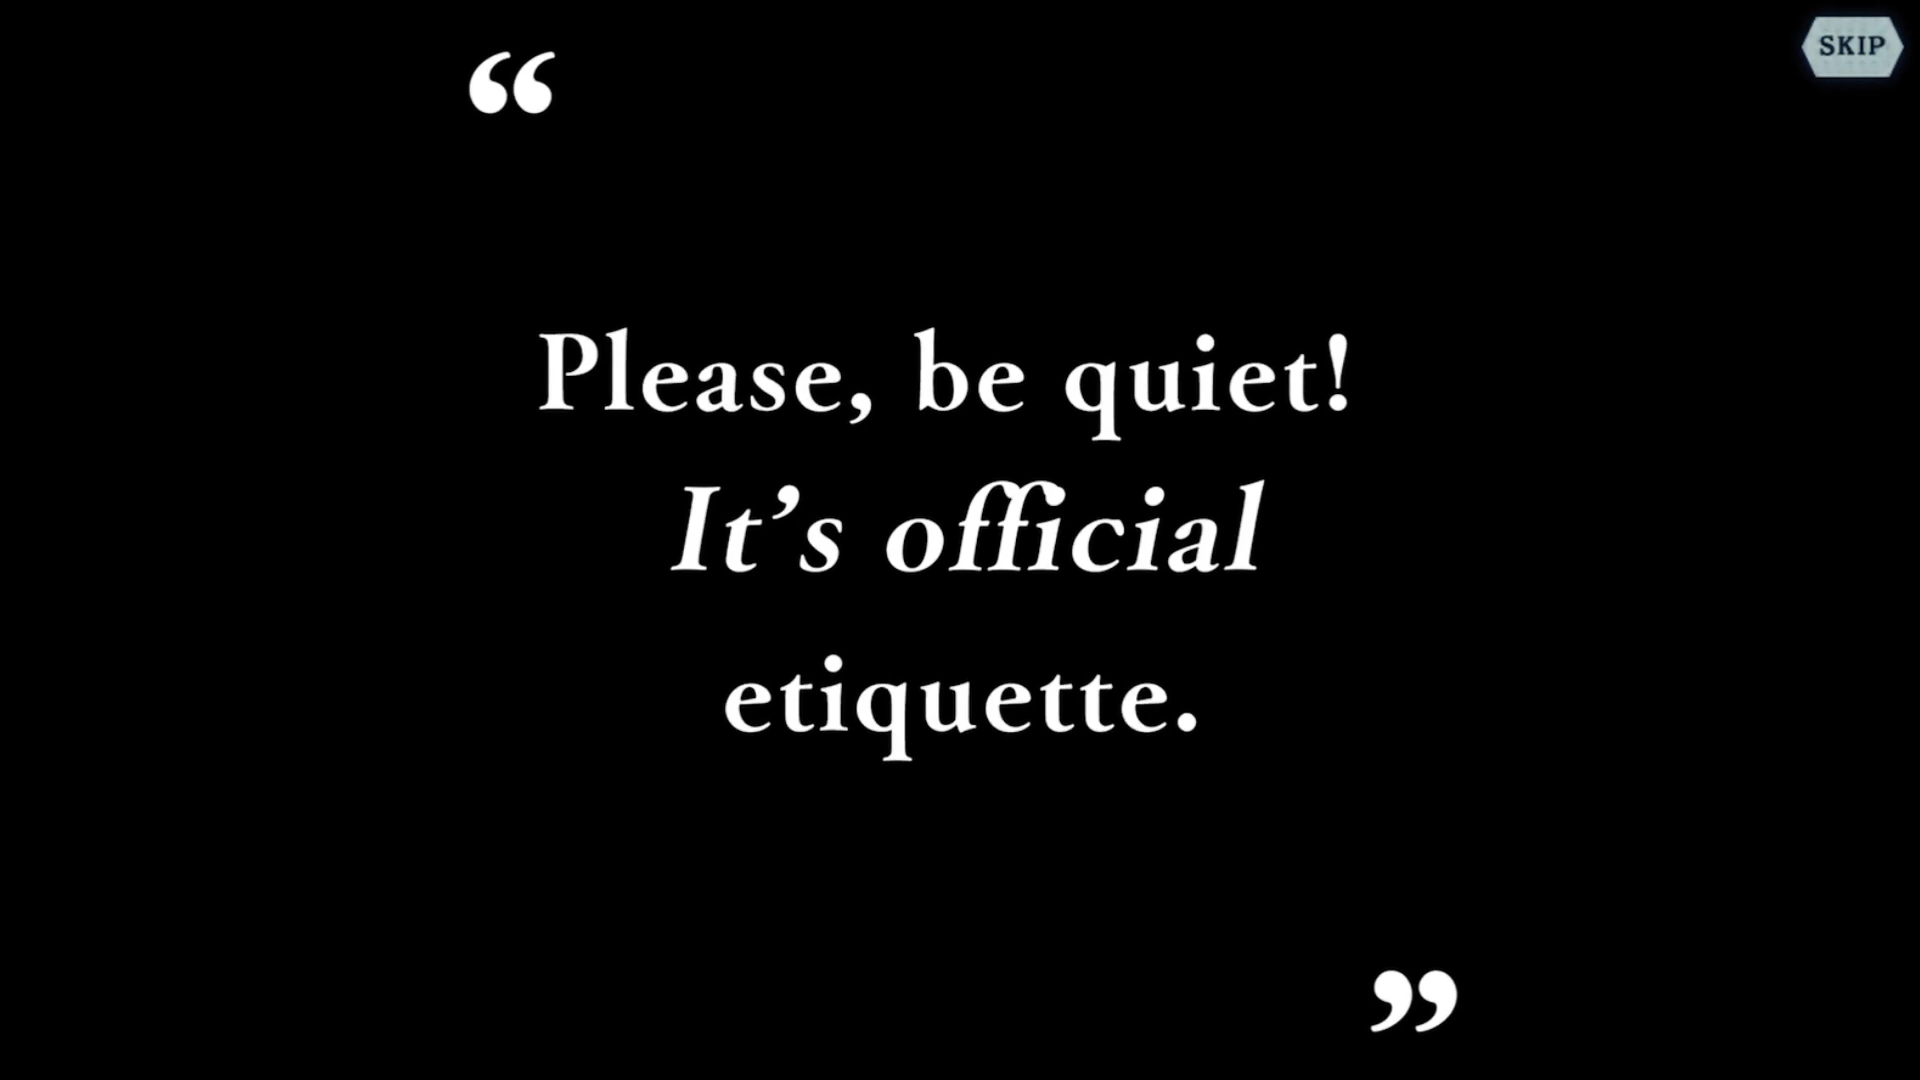 SKIP
“
Please, be quiet!
It’s official
etiquette.
”